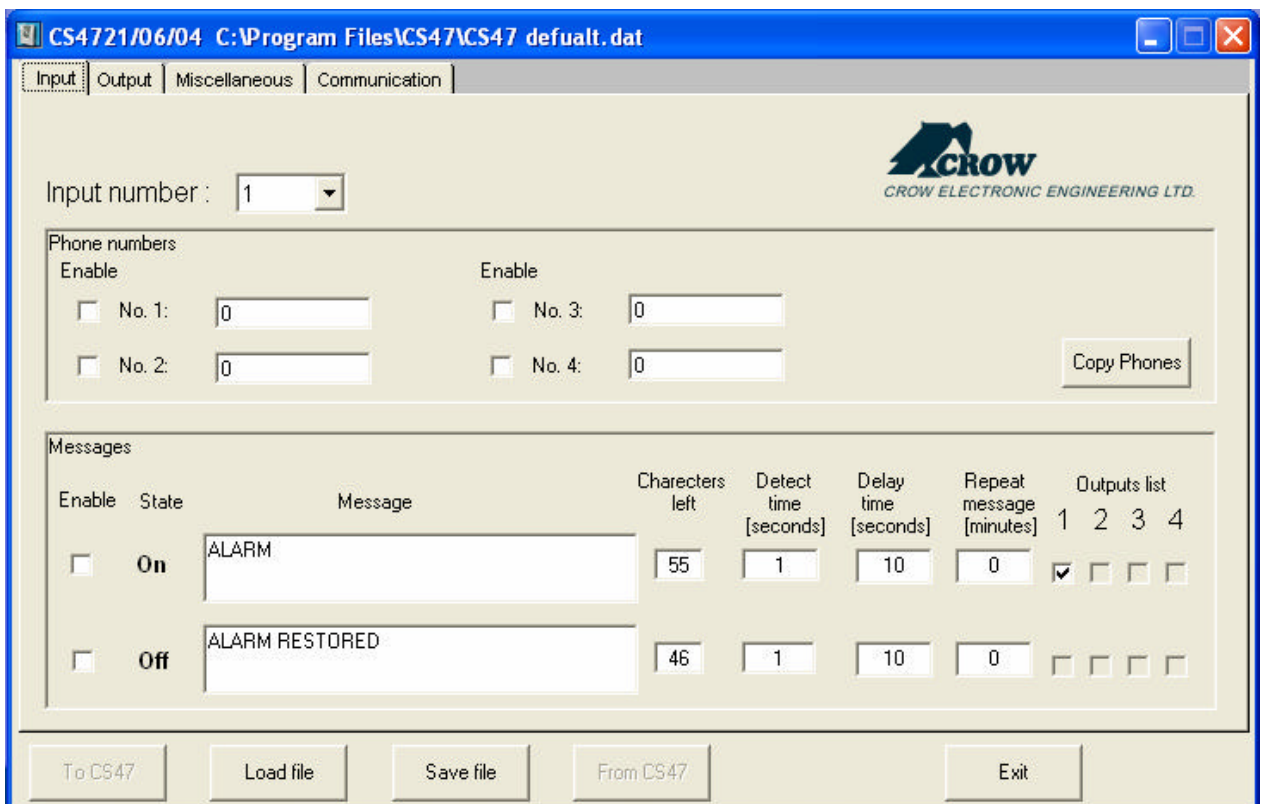 CS4721/06/04 C:\Program Files\CS47\CS47 defualt.dat
Input Output Miscellaneous Communication
CROW
CROW ELECTRONIC ENGINEERING LTD.
Input number : 1
Phone numbers
Enable Enable
No. 1: 0 No. 3: 0
No. 2: 0 No. 4: 0
Copy Phones
Messages
Enable State Message Charecters left Detect time [seconds] Delay time [seconds] Repeat message [minutes] Outputs list
1 2 3 4
On ALARM 55 1 10 0
Off ALARM RESTORED 46 1 10 0
To CS47 Load file Save file From CS47 Exit